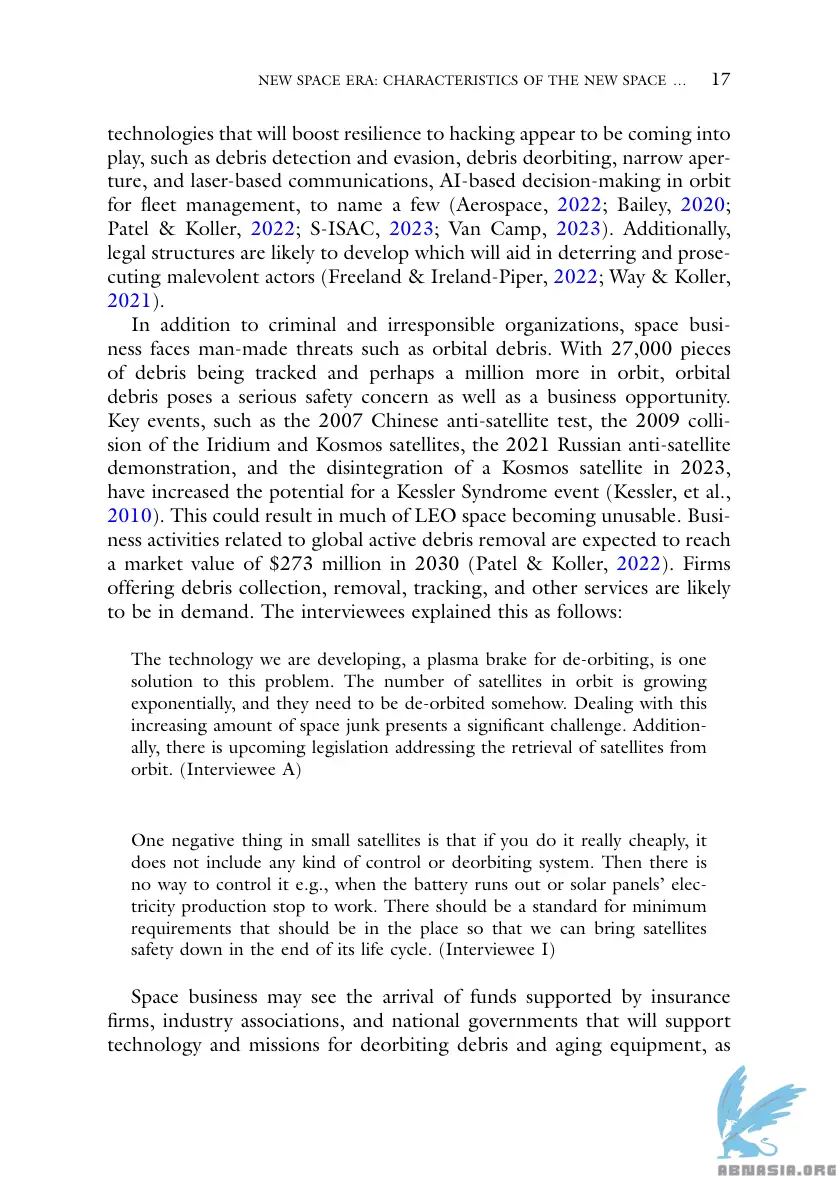 NEW SPACE ERA: CHARACTERISTICS OF THE NEW SPACE … 17
technologies that will boost resilience to hacking appear to be coming into
play, such as debris detection and evasion, debris deorbiting, narrow aper-
ture, and laser-based communications, AI-based decision-making in orbit
for fleet management, to name a few (Aerospace, 2022; Bailey, 2020;
Patel & Koller, 2022; S-ISAC, 2023; Van Camp, 2023). Additionally,
legal structures are likely to develop which will aid in deterring and prose-
cuting malevolent actors (Freeland & Ireland-Piper, 2022; Way & Koller,
2021).
In addition to criminal and irresponsible organizations, space busi-
ness faces man-made threats such as orbital debris. With 27,000 pieces
of debris being tracked and perhaps a million more in orbit, orbital
debris poses a serious safety concern as well as a business opportunity.
Key events, such as the 2007 Chinese anti-satellite test, the 2009 colli-
sion of the Iridium and Kosmos satellites, the 2021 Russian anti-satellite
demonstration, and the disintegration of a Kosmos satellite in 2023,
have increased the potential for a Kessler Syndrome event (Kessler, et al.,
2010). This could result in much of LEO space becoming unusable. Busi-
ness activities related to global active debris removal are expected to reach
a market value of $273 million in 2030 (Patel & Koller, 2022). Firms
offering debris collection, removal, tracking, and other services are likely
to be in demand. The interviewees explained this as follows:
The technology we are developing, a plasma brake for de-orbiting, is one
solution to this problem. The number of satellites in orbit is growing
exponentially, and they need to be de-orbited somehow. Dealing with this
increasing amount of space junk presents a significant challenge. Addition-
ally, there is upcoming legislation addressing the retrieval of satellites from
orbit. (Interviewee A)
One negative thing in small satellites is that if you do it really cheaply, it
does not include any kind of control or deorbiting system. Then there is
no way to control it e.g., when the battery runs out or solar panels’ elec-
tricity production stop to work. There should be a standard for minimum
requirements that should be in the place so that we can bring satellites
safety down in the end of its life cycle. (Interviewee I)
Space business may see the arrival of funds supported by insurance
firms, industry associations, and national governments that will support
technology and missions for deorbiting debris and aging equipment, as
ABNASIA.ORG